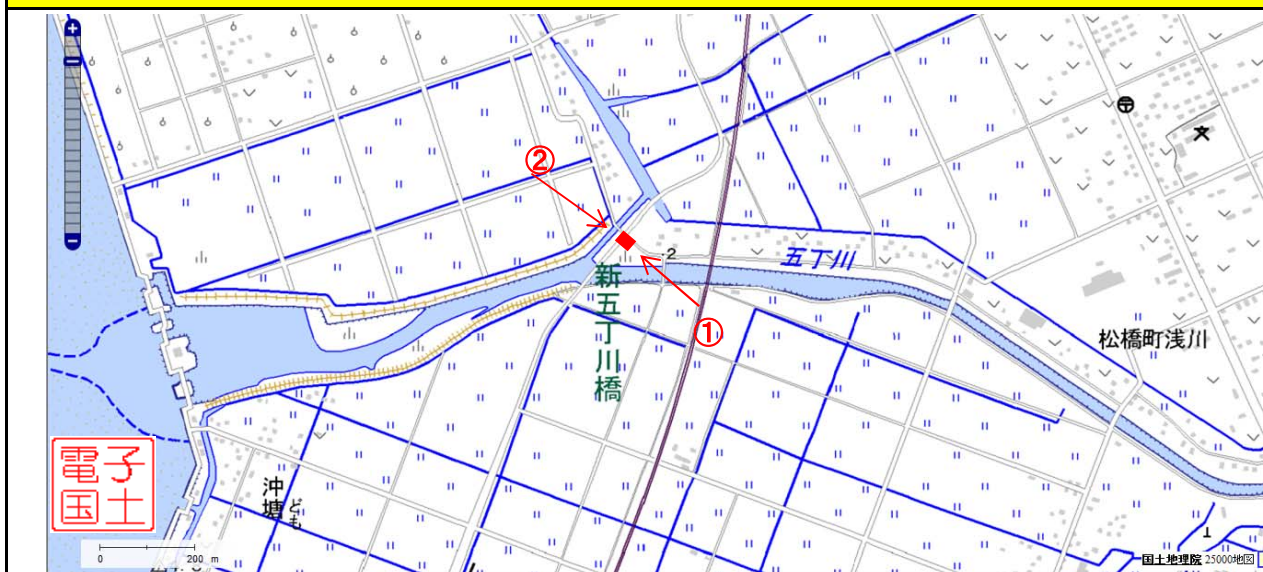 ②
五丁川
·2
新五丁川橋
①
松橋町浅川
電子
国土
沖塘
ども
0
200 m
国土地理院 25000地図